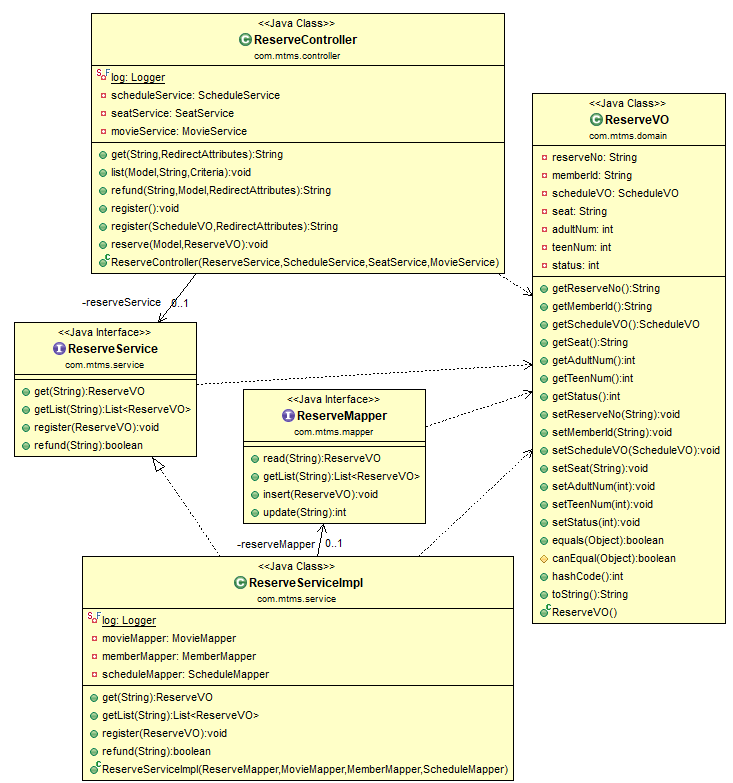 <<Java Class>>
ReserveController
com.mtms.controller
log: Logger
scheduleService: ScheduleService
seatService: SeatService
movieService: MovieService
get(String,RedirectAttributes):String
list(Model,String,Criteria):void
refund(String,Model,RedirectAttributes):String
register():void
register(ScheduleVO,RedirectAttributes):String
reserve(Model,ReserveVO):void
ReserveController(ReserveService,ScheduleService,SeatService,MovieService)
-reserveService
0..1
<<Java Interface>>
ReserveService
com.mtms.service
get(String):ReserveVO
getList(String):List<ReserveVO>
register(ReserveVO):void
refund(String):boolean
<<Java Interface>>
ReserveMapper
com.mtms.mapper
read(String):ReserveVO
getList(String):List<ReserveVO>
insert(ReserveVO):void
update(String):int
-reserveMapper
0..1
<<Java Class>>
ReserveServiceImpl
com.mtms.service
log: Logger
movieMapper: MovieMapper
memberMapper: MemberMapper
scheduleMapper: ScheduleMapper
get(String):ReserveVO
getList(String):List<ReserveVO>
register(ReserveVO):void
refund(String):boolean
ReserveServiceImpl(ReserveMapper,MovieMapper,MemberMapper,ScheduleMapper)
<<Java Class>>
ReserveVO
com.mtms.domain
reserveNo: String
memberId: String
scheduleVO: ScheduleVO
seat: String
adultNum: int
teenNum: int
status: int
getReserveNo():String
getMemberId():String
getScheduleVO():ScheduleVO
getSeat():String
getAdultNum():int
getTeenNum():int
getStatus():int
setReserveNo(String):void
setMemberId(String):void
setScheduleVO(ScheduleVO):void
setSeat(String):void
setAdultNum(int):void
setTeenNum(int):void
setStatus(int):void
equals(Object):boolean
canEqual(Object):boolean
hashCode():int
toString():String
ReserveVO()